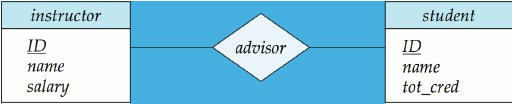 instructor
ID
name
salary
advisor
student
ID
name
tot_cred